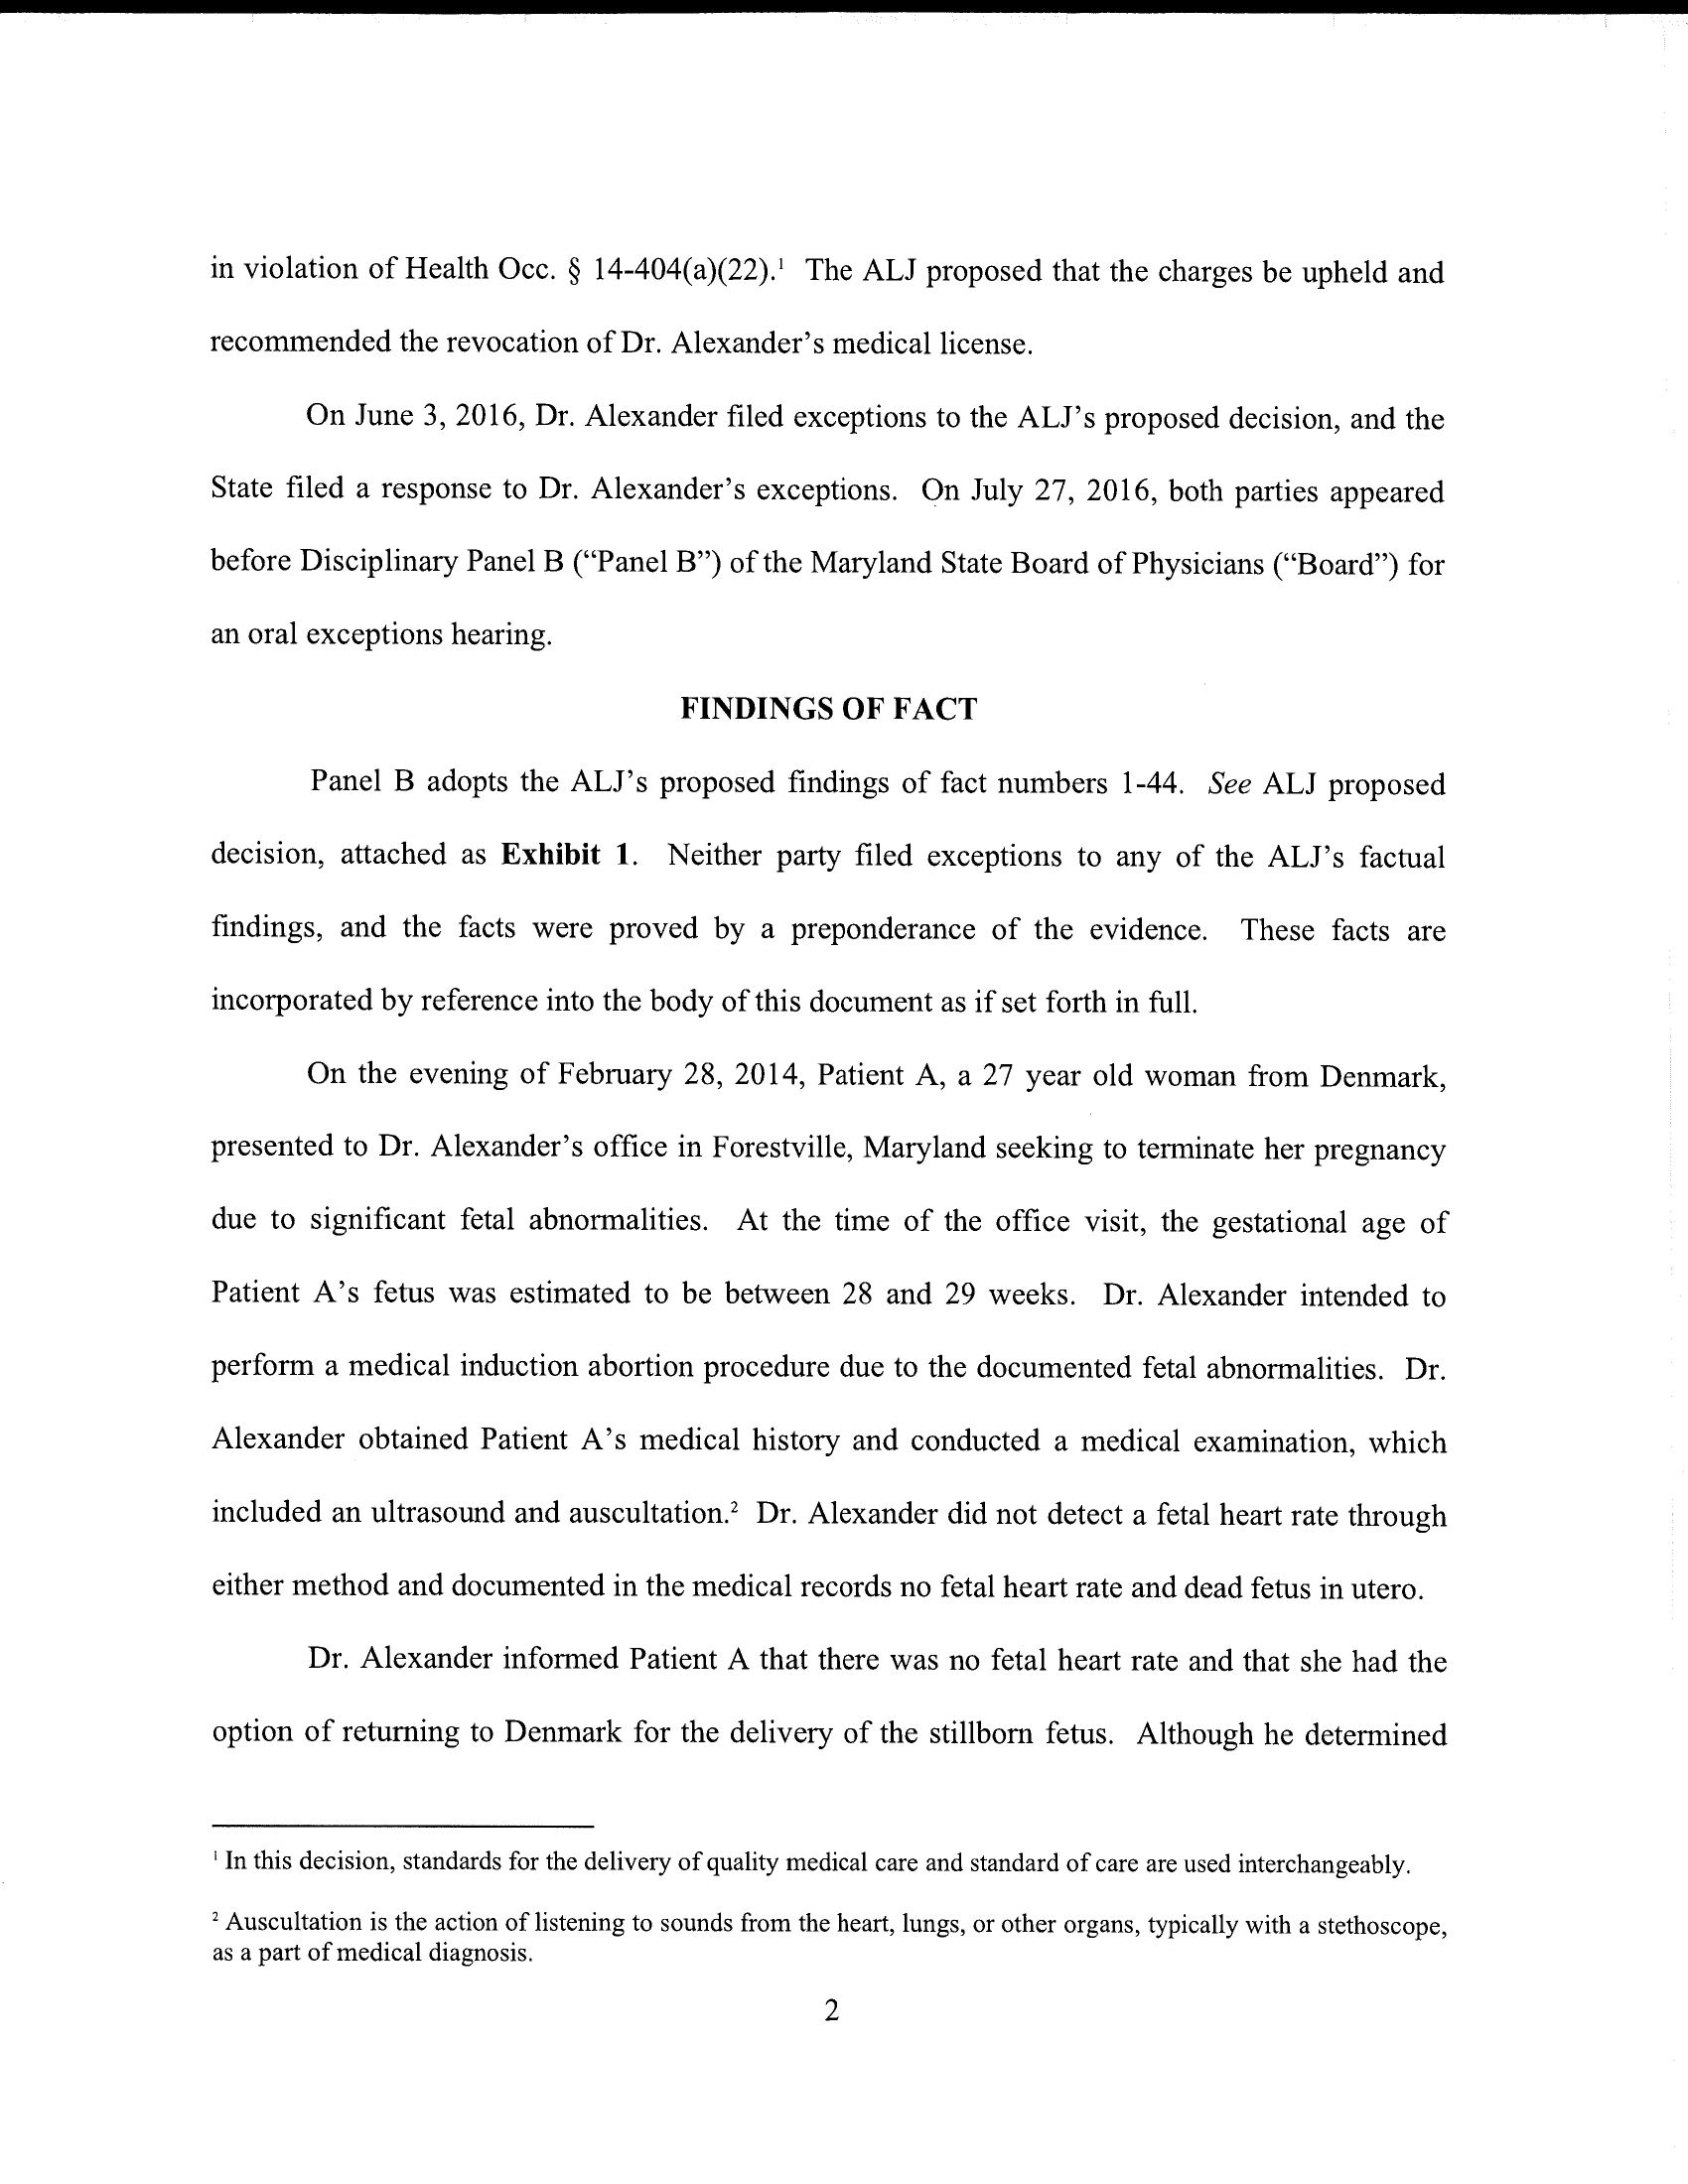 in violation of Health Occ. § 14-404(a)(22).¹ The ALJ proposed that the charges be upheld and
recommended the revocation of Dr. Alexander's medical license.
On June 3, 2016, Dr. Alexander filed exceptions to the ALJ's proposed decision, and the
State filed a response to Dr. Alexander's exceptions. On July 27, 2016, both parties appeared
before Disciplinary Panel B (“Panel B”) of the Maryland State Board of Physicians (“Board”) for
an oral exceptions hearing.
FINDINGS OF FACT
Panel B adopts the ALJ's proposed findings of fact numbers 1-44. See ALJ proposed
decision, attached as Exhibit 1. Neither party filed exceptions to any of the ALJ's factual
findings, and the facts were proved by a preponderance of the evidence. These facts are
incorporated by reference into the body of this document as if set forth in full.
On the evening of February 28, 2014, Patient A, a 27 year old woman from Denmark,
presented to Dr. Alexander's office in Forestville, Maryland seeking to terminate her pregnancy
due to significant fetal abnormalities. At the time of the office visit, the gestational age of
Patient A's fetus was estimated to be between 28 and 29 weeks. Dr. Alexander intended to
perform a medical induction abortion procedure due to the documented fetal abnormalities. Dr.
Alexander obtained Patient A's medical history and conducted a medical examination, which
included an ultrasound and auscultation.² Dr. Alexander did not detect a fetal heart rate through
either method and documented in the medical records no fetal heart rate and dead fetus in utero.
Dr. Alexander informed Patient A that there was no fetal heart rate and that she had the
option of returning to Denmark for the delivery of the stillborn fetus. Although he determined
¹ In this decision, standards for the delivery of quality medical care and standard of care are used interchangeably.
² Auscultation is the action of listening to sounds from the heart, lungs, or other organs, typically with a stethoscope,
as a part of medical diagnosis.
2